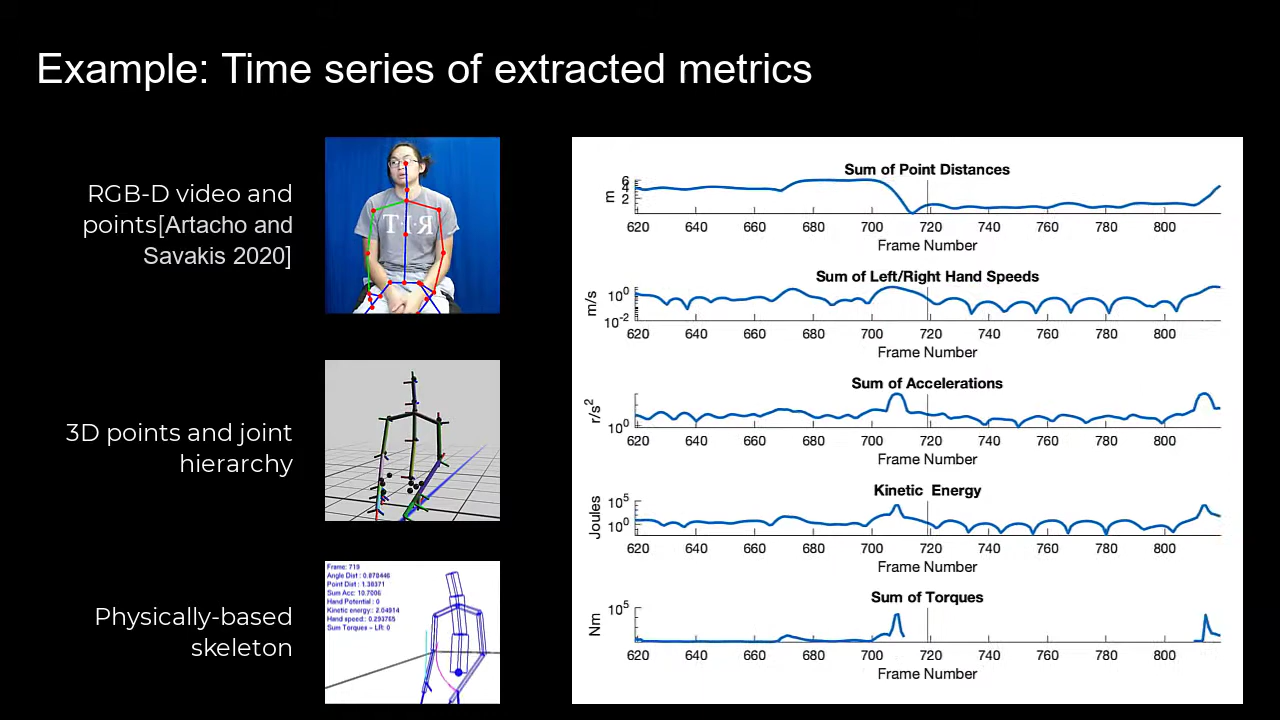 Example: Time series of extracted metrics
RGB-D video and
points[Artacho and
Savakis 2020]
TIЯ
3D points and joint
hierarchy
Physically-based
skeleton
Frame: 719
Angle Dist : 0.878446
Point Dist : 1.38371
Sum Acc: 10.7006
Hand Potential : 0
Kinetic energy:: 2.04914
Hand speed:: 0.293765
Sum Torques - LR: 0
Sum of Point Distances
m
6
4
2
620 640 660 680 700 720 740 760 780 800
Frame Number
Sum of Left/Right Hand Speeds
m/s
10⁰
10⁻²
620 640 660 680 700 720 740 760 780 800
Frame Number
Sum of Accelerations
r/s²
10⁰
620 640 660 680 700 720 740 760 780 800
Frame Number
Kinetic Energy
Joules
10⁵
10⁰
620 640 660 680 700 720 740 760 780 800
Frame Number
Sum of Torques
Nm
10⁵
620 640 660 680 700 720 740 760 780 800
Frame Number